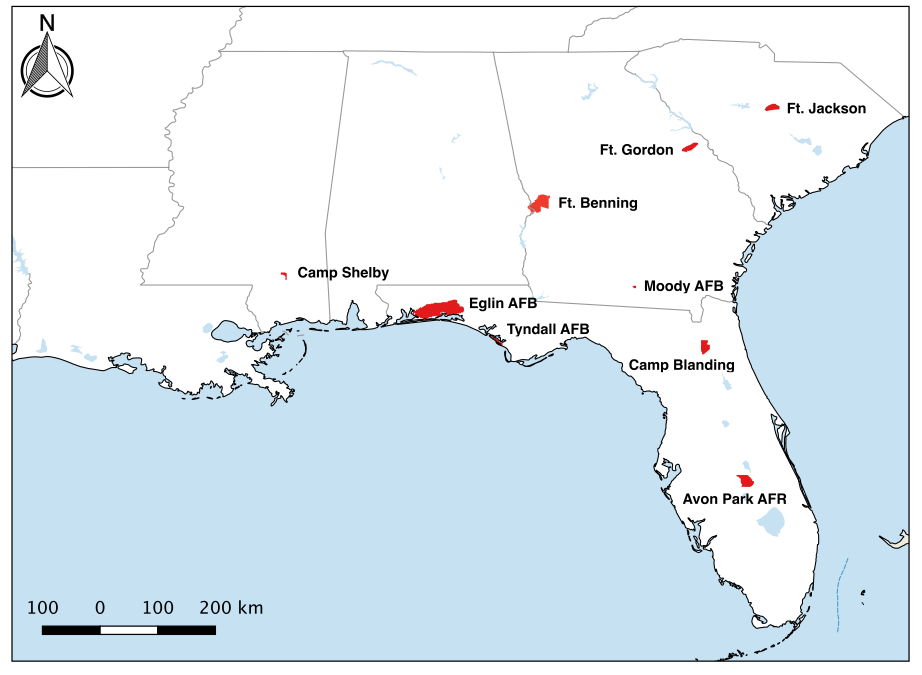 N
Ft. Jackson
Ft. Gordon
Ft. Benning
Camp Shelby
Moody AFB
Eglin AFB
Tyndall AFB
Camp Blanding
Avon Park AFR
100 0 100 200 km